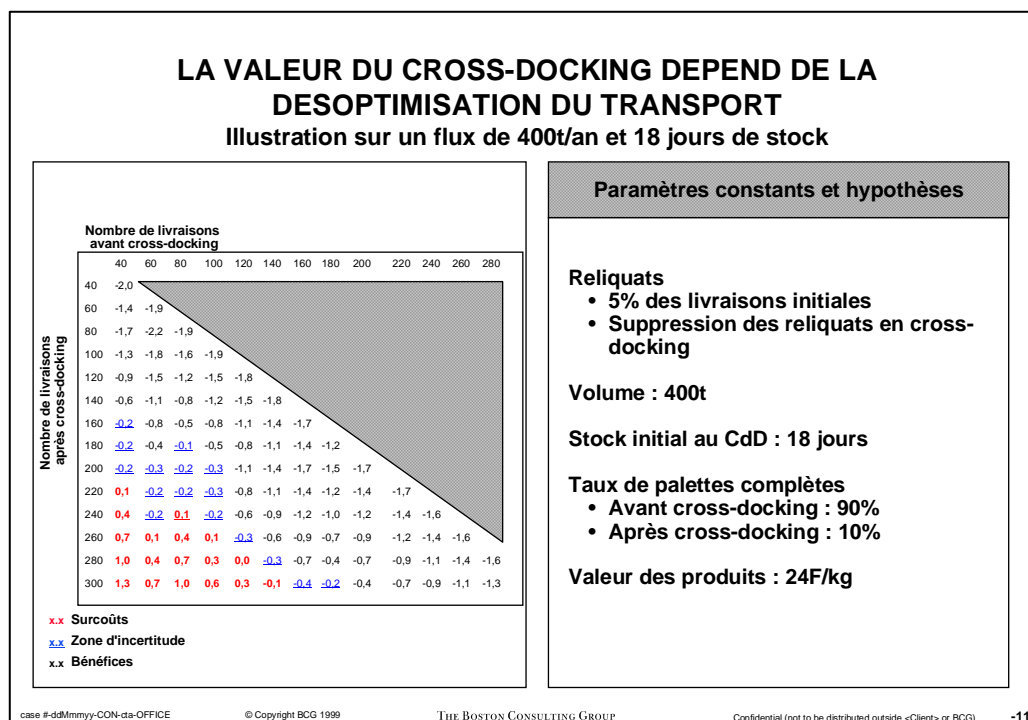 LA VALEUR DU CROSS-DOCKING DEPEND DE LA
DESOPTIMISATION DU TRANSPORT
Illustration sur un flux de 400t/an et 18 jours de stock
Nombre de livraisons
avant cross-docking
40 60 80 100 120 140 160 180 200 220 240 260 280
Nombre de livraisons
après cross-docking
40 -2,0
60 -1,4 -1,9
80 -1,7 -2,2 -1,9
100 -1,3 -1,8 -1,6 -1,9
120 -0,9 -1,5 -1,2 -1,5 -1,8
140 -0,6 -1,1 -0,8 -1,2 -1,5 -1,8
160 -0,2 -0,8 -0,5 -0,8 -1,1 -1,4 -1,7
180 -0,2 -0,4 -0,1 -0,5 -0,8 -1,1 -1,4 -1,2
200 -0,2 -0,3 -0,2 -0,3 -1,1 -1,4 -1,7 -1,5 -1,7
220 0,1 -0,2 -0,2 -0,3 -0,8 -1,1 -1,4 -1,2 -1,4 -1,7
240 0,4 -0,2 0,1 -0,2 -0,6 -0,9 -1,2 -1,0 -1,2 -1,4 -1,6
260 0,7 0,1 0,4 0,1 -0,3 -0,6 -0,9 -0,7 -0,9 -1,2 -1,4 -1,6
280 1,0 0,4 0,7 0,3 0,0 -0,3 -0,7 -0,4 -0,7 -0,9 -1,1 -1,4 -1,6
300 1,3 0,7 1,0 0,6 0,3 -0,1 -0,4 -0,2 -0,4 -0,7 -0,9 -1,1 -1,3
x.x Surcoûts
x.x Zone d'incertitude
x.x Bénéfices
Paramètres constants et hypothèses
Reliquats
• 5% des livraisons initiales
• Suppression des reliquats en cross-
docking
Volume : 400t
Stock initial au CdD : 18 jours
Taux de palettes complètes
• Avant cross-docking : 90%
• Après cross-docking : 10%
Valeur des produits : 24F/kg
case #-ddMmmyy-CON-cta-OFFICE
© Copyright BCG 1999
THE BOSTON CONSULTING GROUP
Confidential (not to be distributed outside <Client> or BCG)
-11